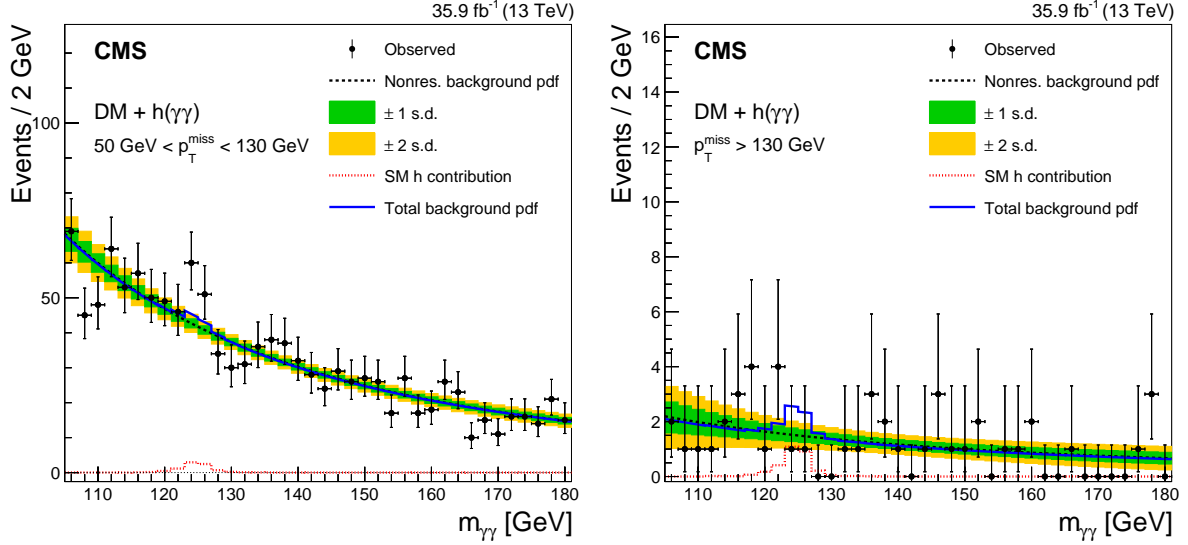 35.9 fb⁻¹ (13 TeV)
CMS
Observed
Nonres. background pdf
DM + h(γγ)
± 1 s.d.
50 GeV < p_T^miss < 130 GeV
± 2 s.d.
SM h contribution
Total background pdf
Events / 2 GeV
100
50
0
110 120 130 140 150 160 170 180
m_γγ [GeV]
35.9 fb⁻¹ (13 TeV)
CMS
Observed
Nonres. background pdf
DM + h(γγ)
± 1 s.d.
p_T^miss > 130 GeV
± 2 s.d.
SM h contribution
Total background pdf
Events / 2 GeV
16
14
12
10
8
6
4
2
0
110 120 130 140 150 160 170 180
m_γγ [GeV]